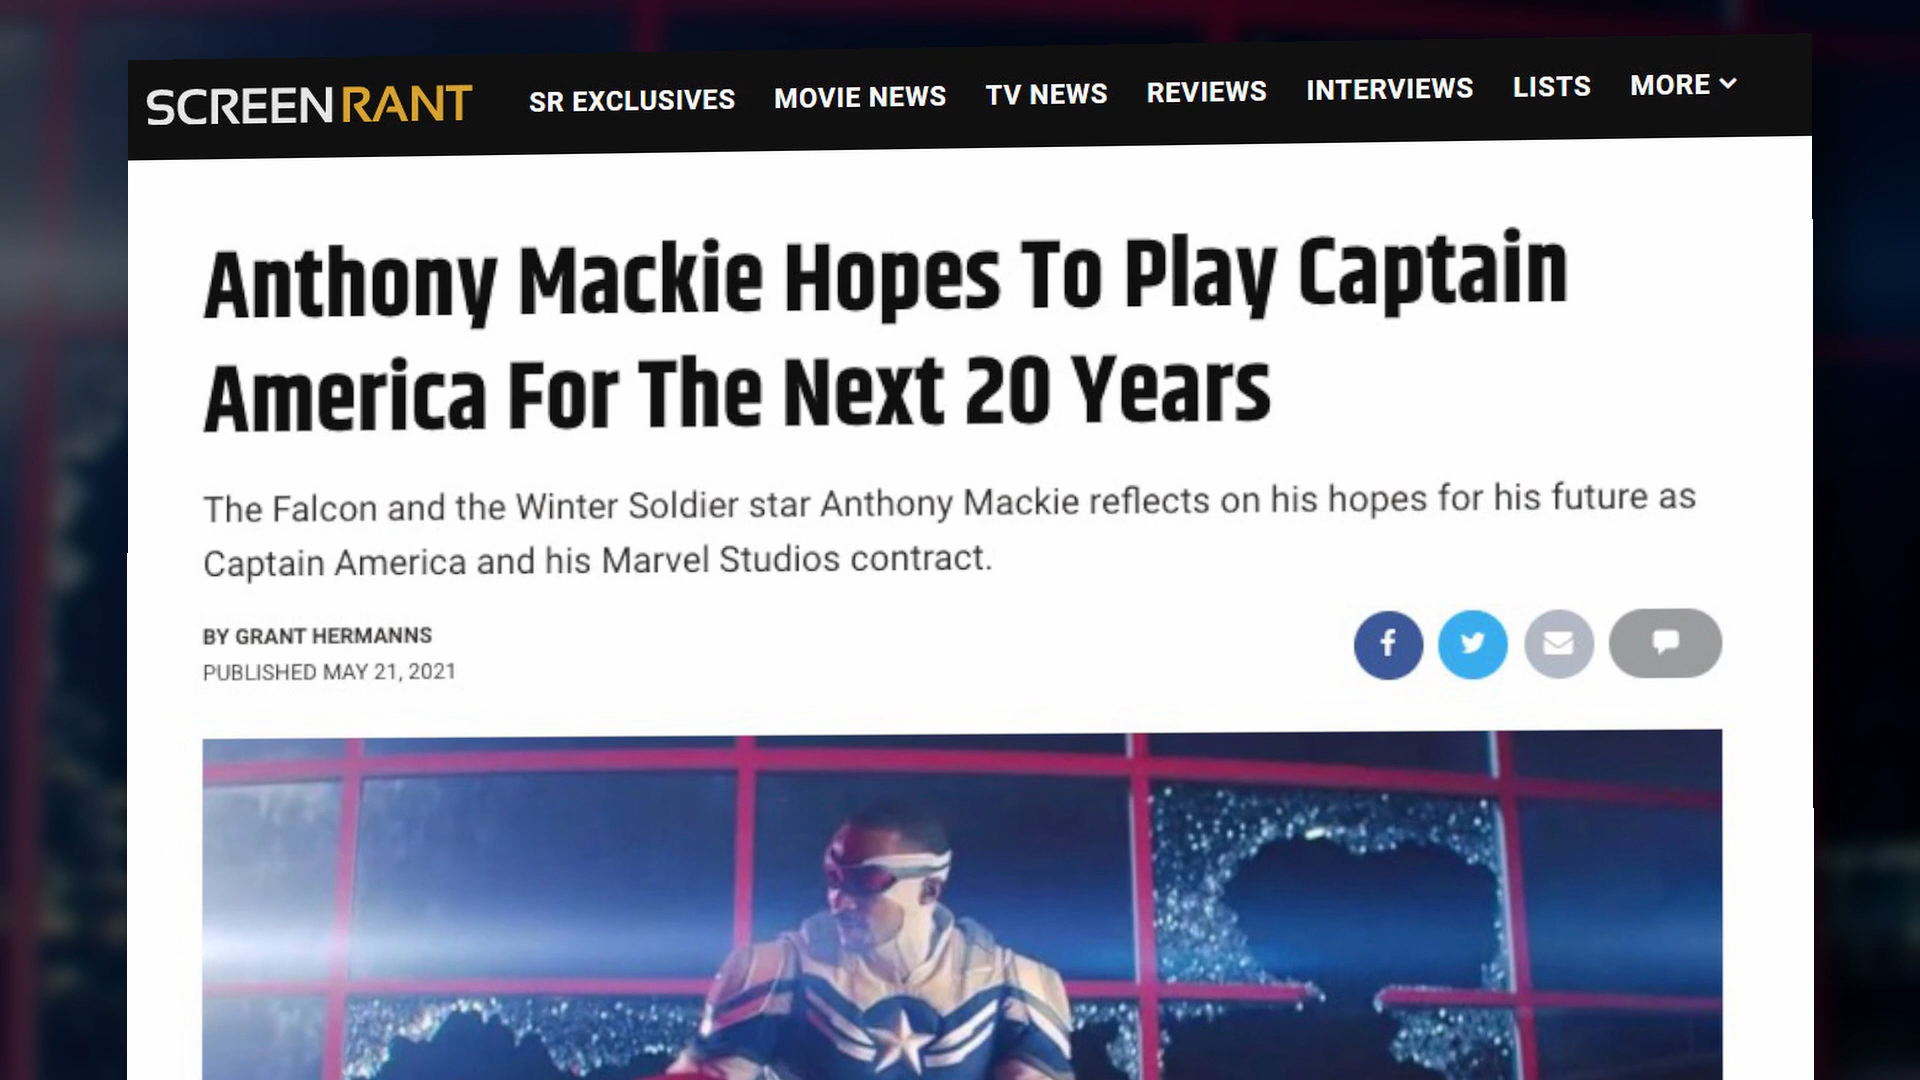 SCREENRANT SR EXCLUSIVES MOVIE NEWS TV NEWS REVIEWS INTERVIEWS LISTS MORE
Anthony Mackie Hopes To Play Captain
America For The Next 20 Years
The Falcon and the Winter Soldier star Anthony Mackie reflects on his hopes for his future as
Captain America and his Marvel Studios contract.
BY GRANT HERMANNS
PUBLISHED MAY 21, 2021